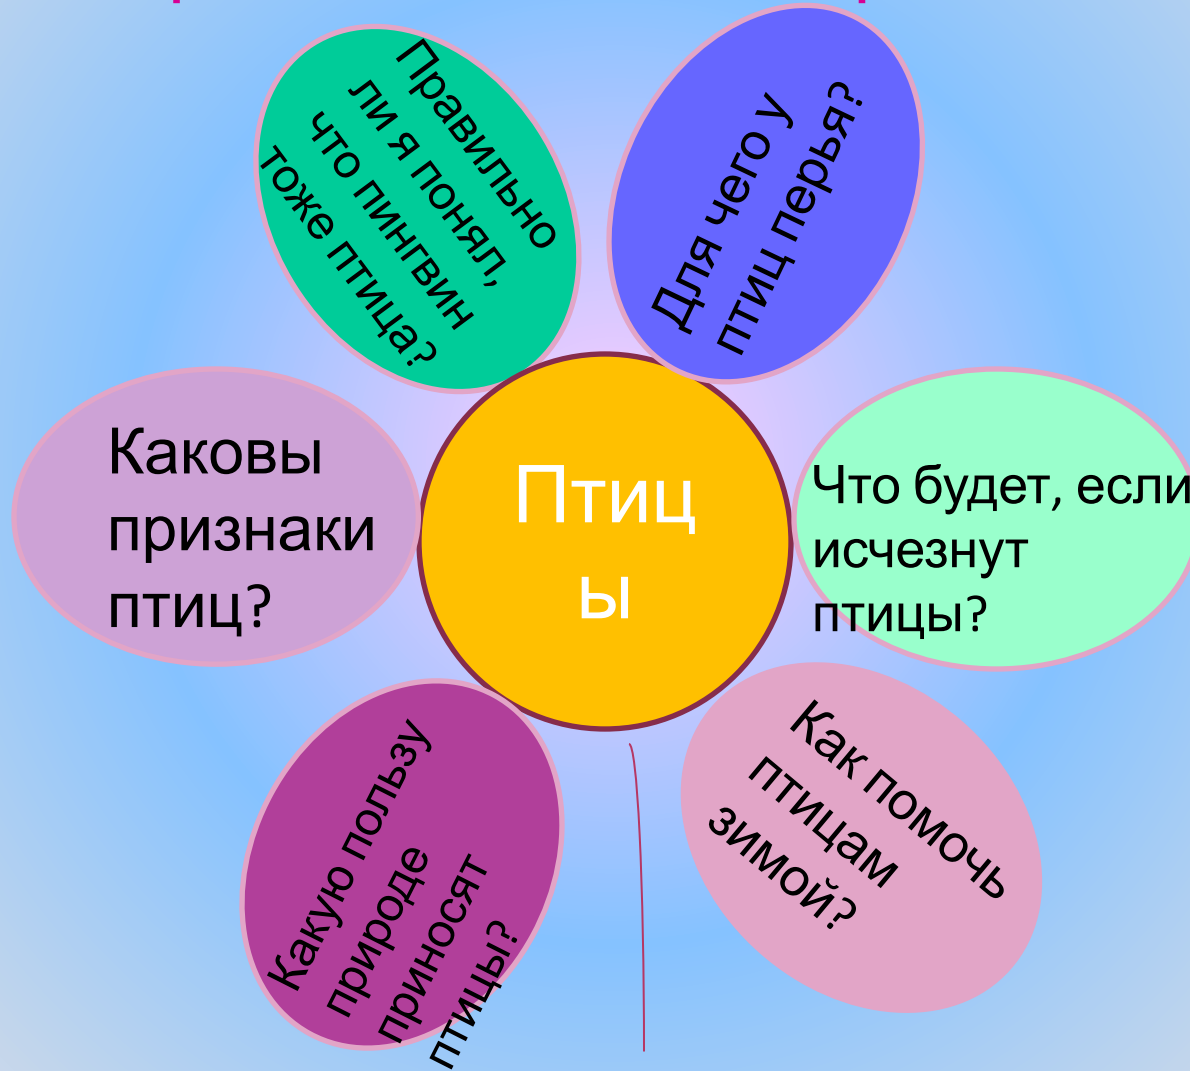 Правильно
ли я понял,
что пингвин
тоже птица?
Для чего у
птиц перья?
Каковы
признаки
птиц?
Птиц
ы
Что будет, если
исчезнут
птицы?
Какую пользу
природе
приносят
птицы?
Как помочь
птицам
зимой?